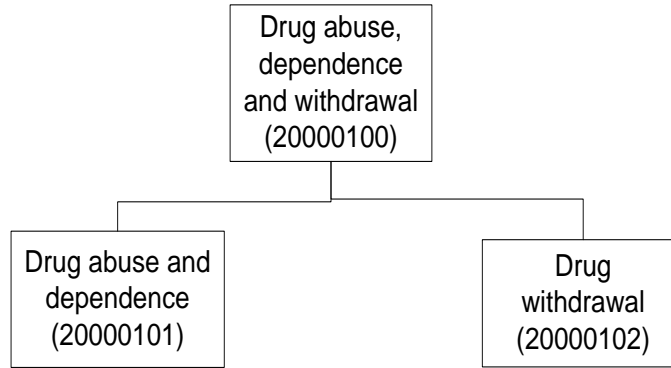 Drug abuse,
dependence
and withdrawal
(20000100)
Drug abuse and
dependence
(20000101)
Drug
withdrawal
(20000102)